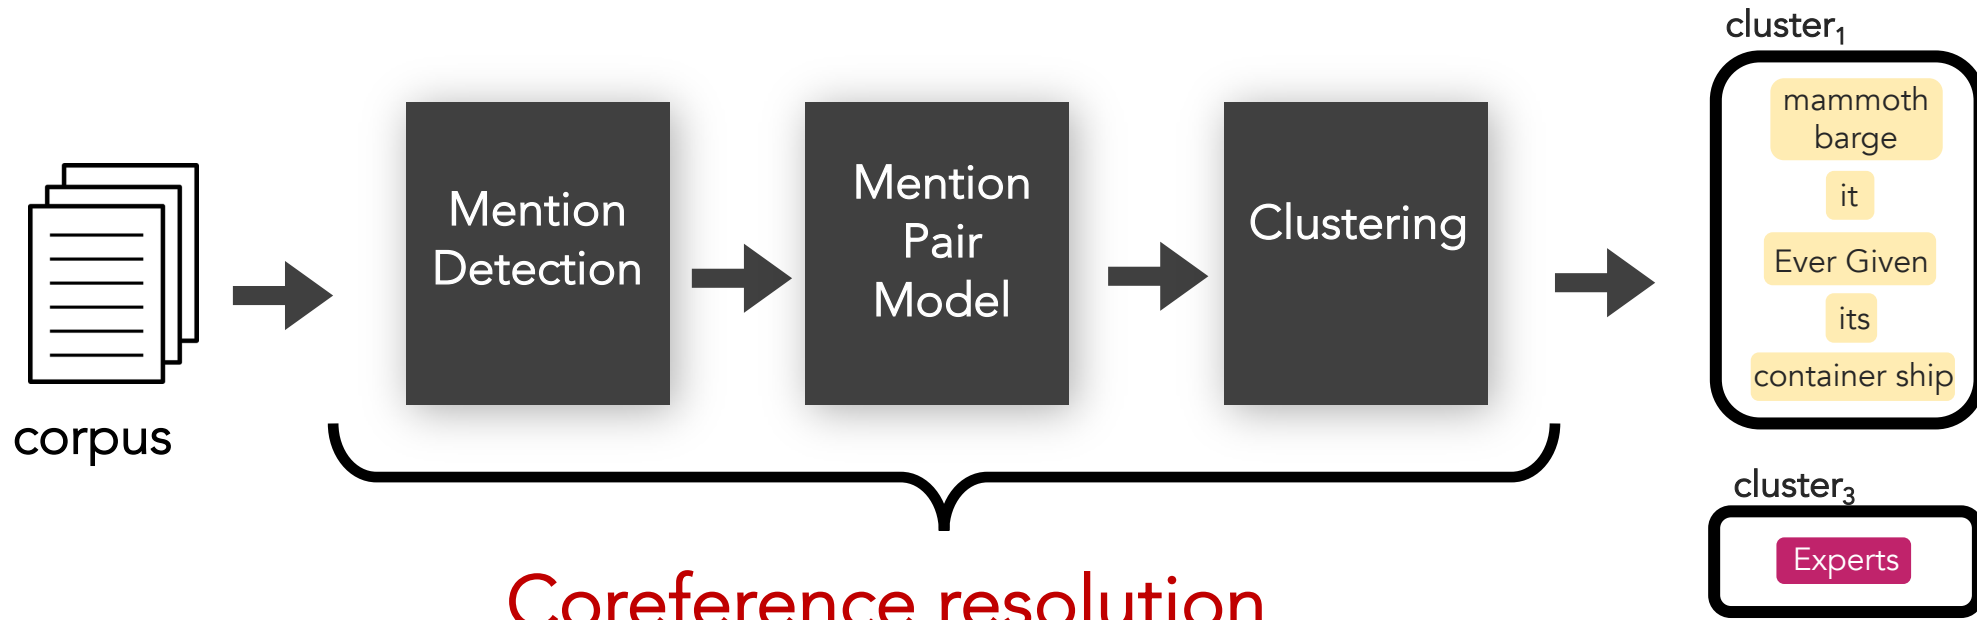 corpus
Mention
Detection
Mention
Pair
Model
Clustering
Coreference resolution
cluster₁
mammoth
barge
it
Ever Given
its
container ship
cluster₃
Experts